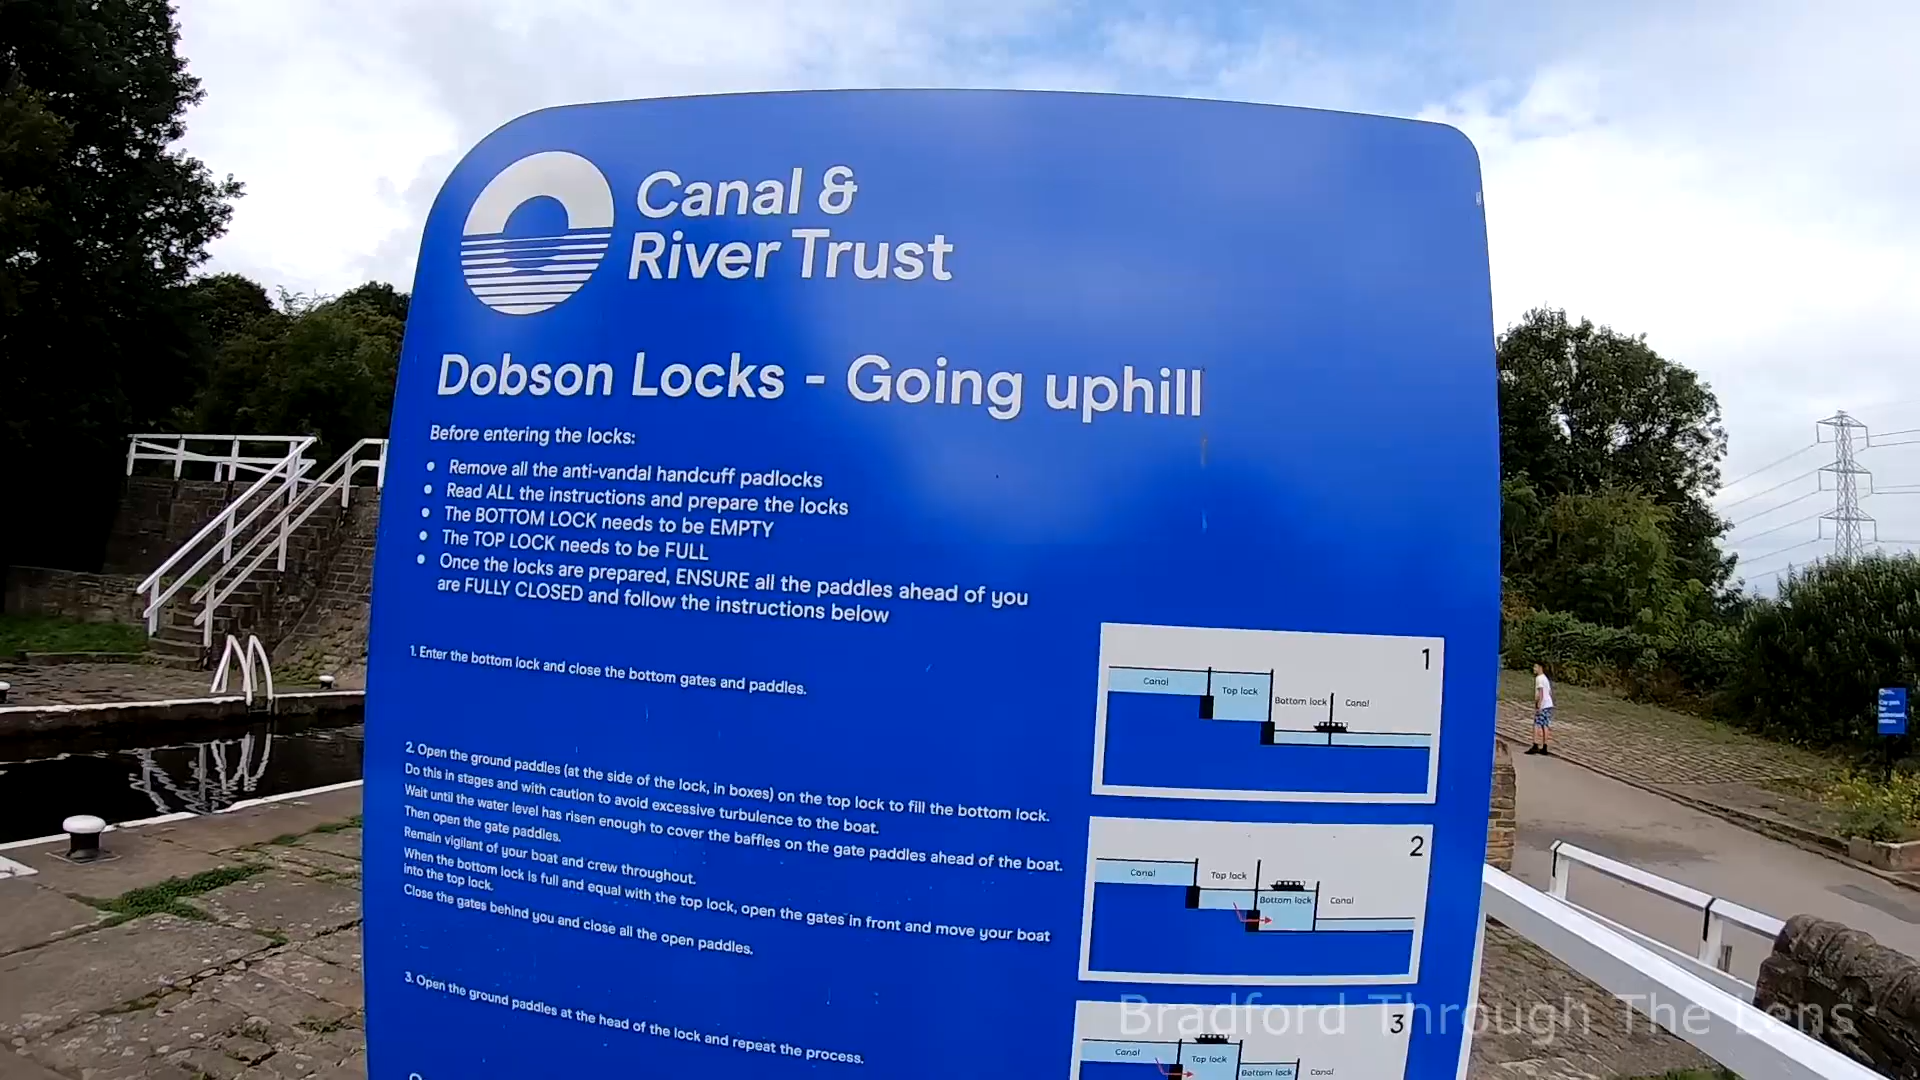 Canal &
River Trust
Dobson Locks - Going uphill
Before entering the locks:
• Remove all the anti-vandal handcuff padlocks
• Read ALL the instructions and prepare the locks
• The BOTTOM LOCK needs to be EMPTY
• The TOP LOCK needs to be FULL
• Once the locks are prepared, ENSURE all the paddles ahead of you
are FULLY CLOSED and follow the instructions below
1. Enter the bottom lock and close the bottom gates and paddles.
2. Open the ground paddles (at the side of the lock, in boxes) on the top lock to fill the bottom lock.
Do this in stages and with caution to avoid excessive turbulence to the boat.
Wait until the water level has risen enough to cover the baffles on the gate paddles ahead of the boat.
Then open the gate paddles.
Remain vigilant of your boat and crew throughout.
When the bottom lock is full and equal with the top lock, open the gates in front and move your boat
into the top lock.
Close the gates behind you and close all the open paddles.
3. Open the ground paddles at the head of the lock and repeat the process.
1
Canal
Top lock
Bottom lock
Canal
2
Canal
Top lock
Bottom lock
Canal
3
Canal
Top lock
Bottom lock
Canal
Car park
for
Bradford Through The Lens